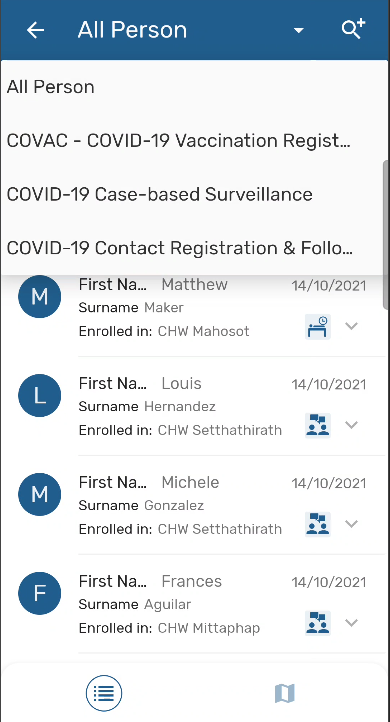 All Person
All Person
COVAC - COVID-19 Vaccination Regist...
COVID-19 Case-based Surveillance
COVID-19 Contact Registration & Follo...
M
First Na... Matthew 14/10/2021
Surname Maker
Enrolled in: CHW Mahosot
L
First Na... Louis 14/10/2021
Surname Hernandez
Enrolled in: CHW Setthathirath
M
First Na... Michele 14/10/2021
Surname Gonzalez
Enrolled in: CHW Setthathirath
F
First Na... Frances 14/10/2021
Surname Aguilar
Enrolled in: CHW Mittaphap